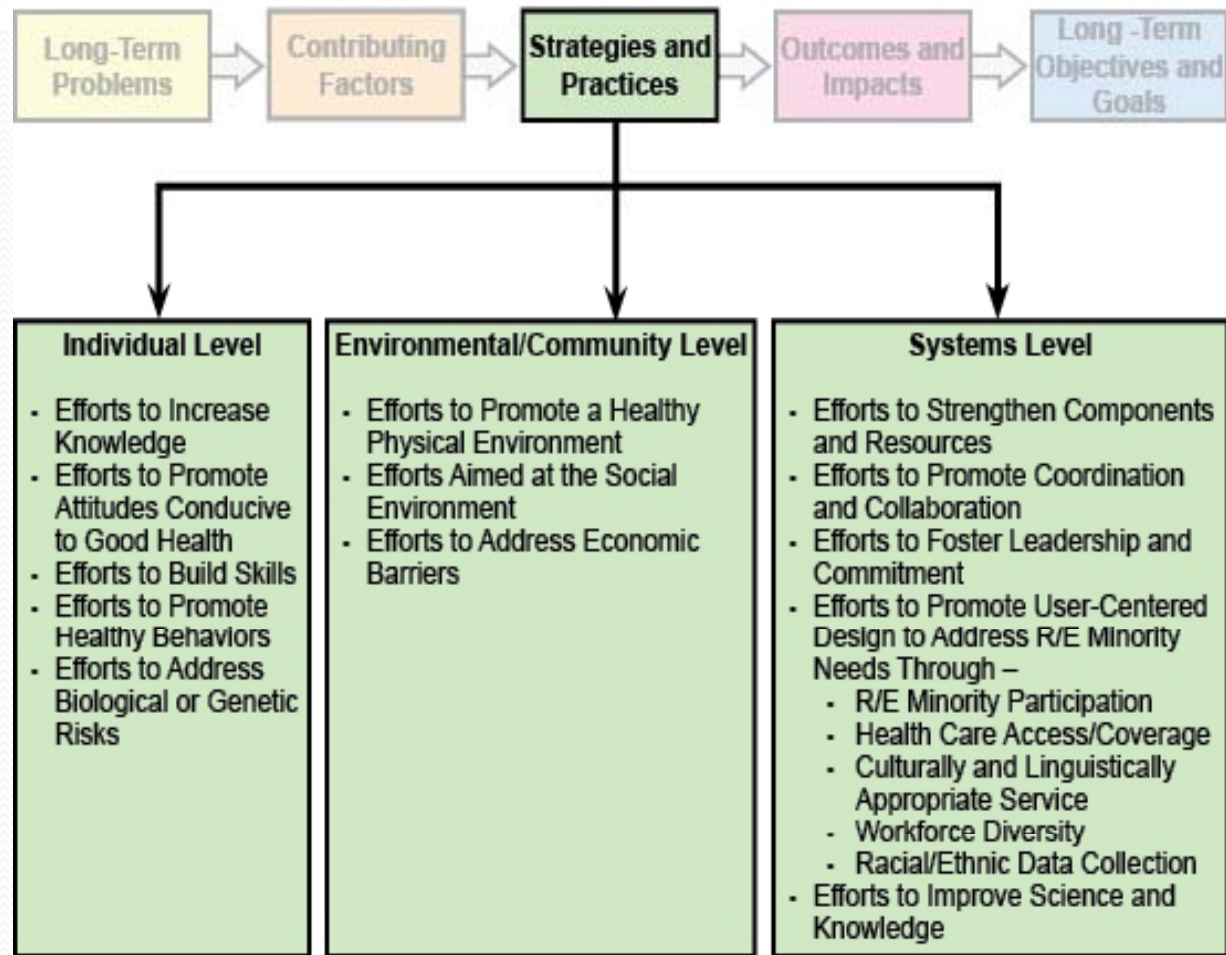 Long-Term
Problems
Contributing
Factors
Strategies and
Practices
Outcomes and
Impacts
Long -Term
Objectives and
Goals
Individual Level
- Efforts to Increase
Knowledge
- Efforts to Promote
Attitudes Conducive
to Good Health
- Efforts to Build Skills
- Efforts to Promote
Healthy Behaviors
- Efforts to Address
Biological or Genetic
Risks
Environmental/Community Level
- Efforts to Promote a Healthy
Physical Environment
- Efforts Aimed at the Social
Environment
- Efforts to Address Economic
Barriers
Systems Level
- Efforts to Strengthen Components
and Resources
- Efforts to Promote Coordination
and Collaboration
- Efforts to Foster Leadership and
Commitment
- Efforts to Promote User-Centered
Design to Address R/E Minority
Needs Through –
- R/E Minority Participation
- Health Care Access/Coverage
- Culturally and Linguistically
Appropriate Service
- Workforce Diversity
- Racial/Ethnic Data Collection
- Efforts to Improve Science and
Knowledge